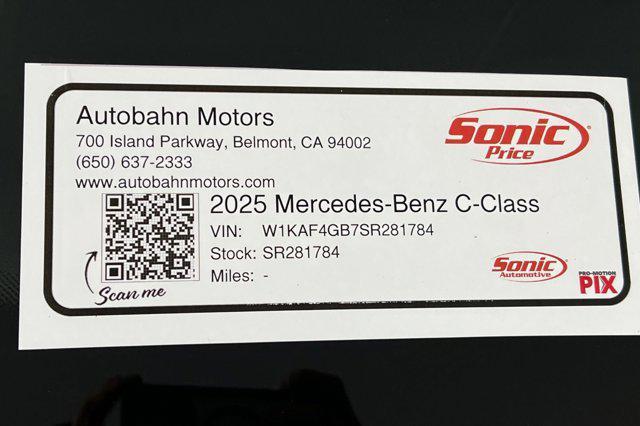 Autobahn Motors
700 Island Parkway, Belmont, CA 94002
(650) 637-2333
www.autobahnmotors.com
Sonic
Price
2025 Mercedes-Benz C-Class
VIN: W1KAF4GB7SR281784
Stock: SR281784
Miles: -
Scan me
Sonic
Automotive
PRO-MOTION
PIX